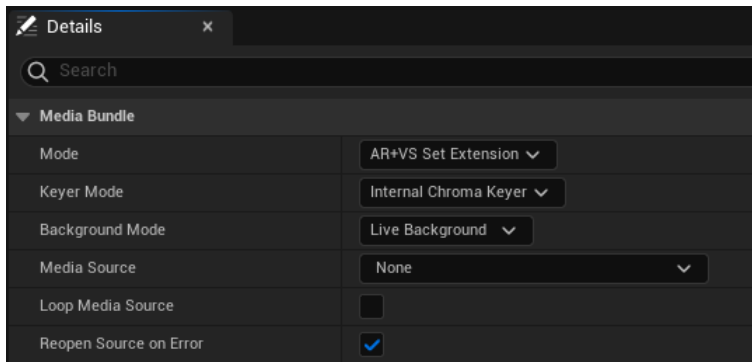 Details
Search
Media Bundle
Mode AR+VS Set Extension
Keyer Mode Internal Chroma Keyer
Background Mode Live Background
Media Source None
Loop Media Source
Reopen Source on Error